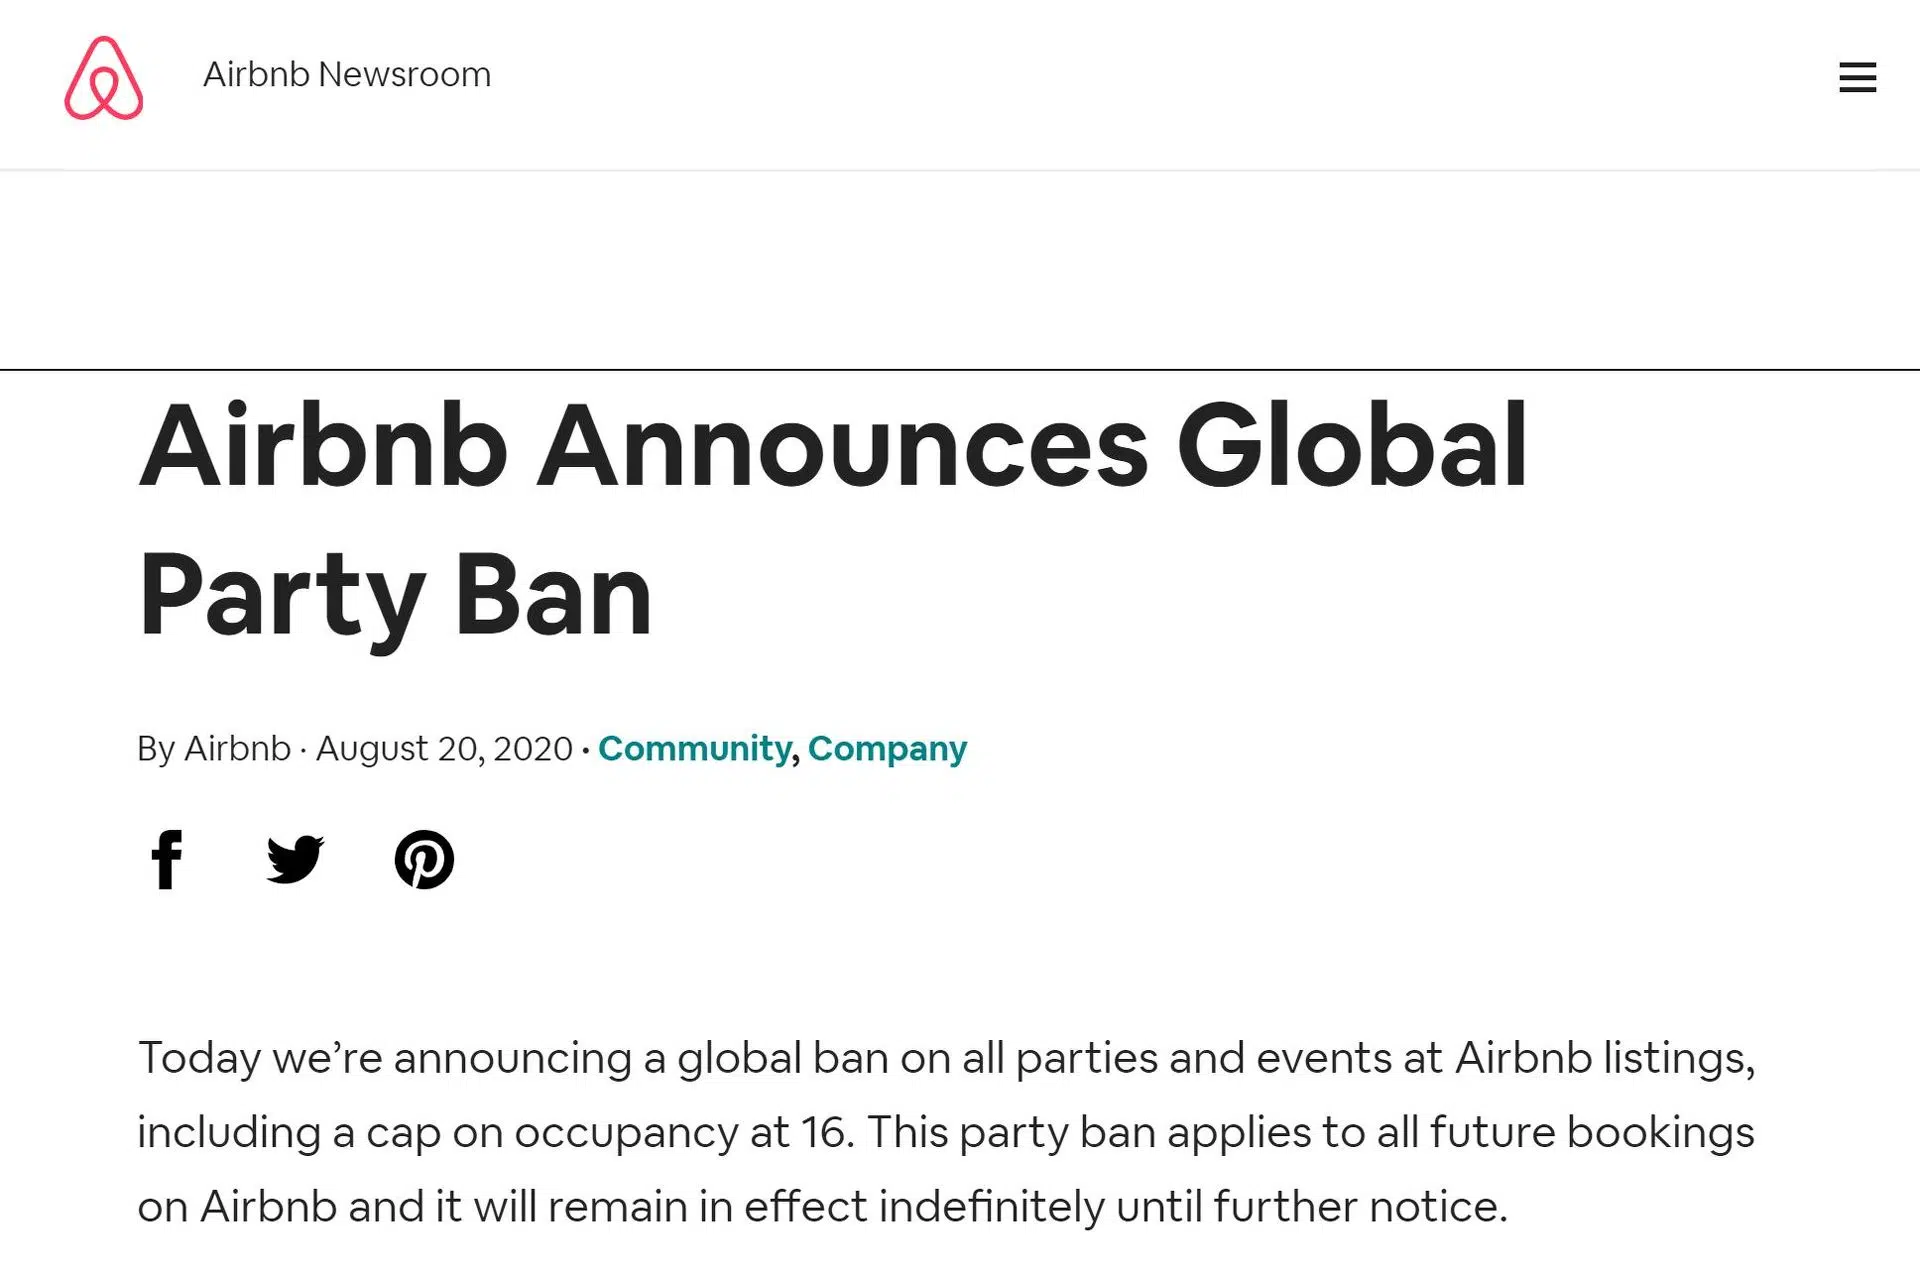 Airbnb Newsroom
Airbnb Announces Global
Party Ban
By Airbnb · August 20, 2020 · Community, Company
Today we’re announcing a global ban on all parties and events at Airbnb listings,
including a cap on occupancy at 16. This party ban applies to all future bookings
on Airbnb and it will remain in effect indefinitely until further notice.